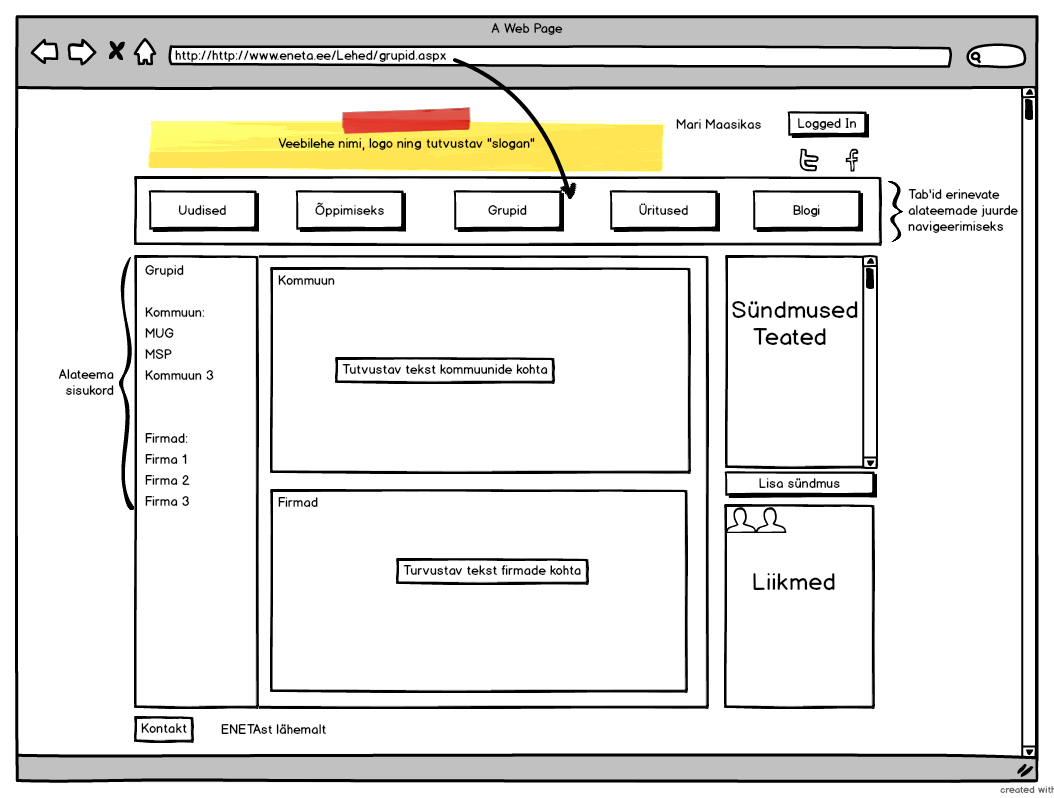 A Web Page
http://http://www.eneta.ee/Lehed/grupid.aspx
Veebilehe nimi, logo ning tutvustav "slogan"
Mari Maasikas
Logged In
Uudised
Õppimiseks
Grupid
Üritused
Blogi
Tab'id erinevate
alateemade juurde
navigeerimiseks
Alateema
sisukord
Grupid
Kommuun:
MUG
MSP
Kommuun 3
Firmad:
Firma 1
Firma 2
Firma 3
Kommuun
Tutvustav tekst kommuunide kohta
Firmad
Turvustav tekst firmade kohta
Sündmused
Teated
Lisa sündmus
Liikmed
Kontakt
ENETAst lähemalt
created with